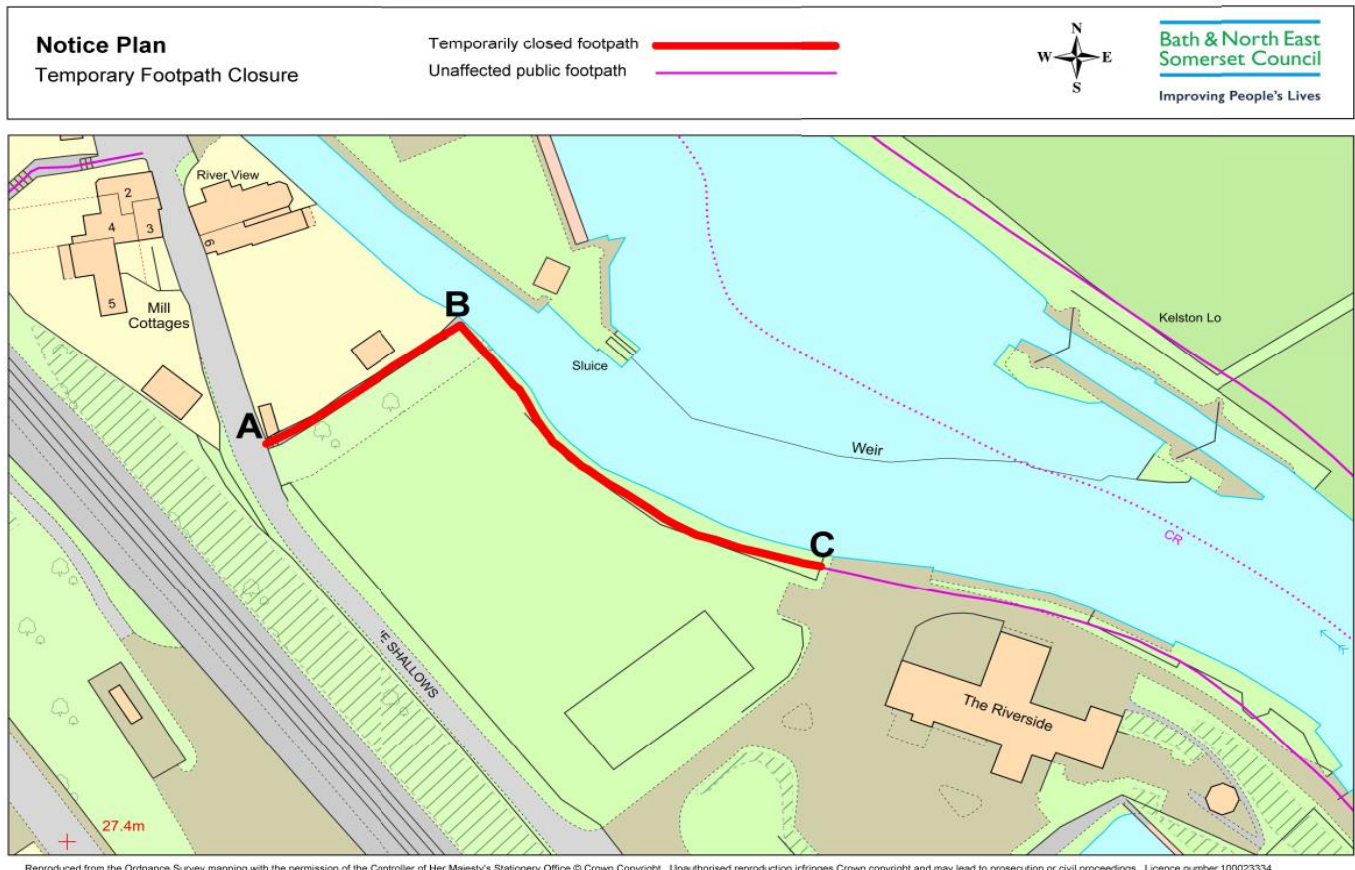 Notice Plan
Temporary Footpath Closure
Temporarily closed footpath
Unaffected public footpath
N
W E
S
Bath & North East
Somerset Council
Improving People's Lives
River View
2
4 3
6
5
Mill
Cottages
B
Sluice
Kelston Lo
A
Weir
C
CR
'E SHALLOWS
The Riverside
27.4m
Reproduced from the Ordnance Survey mapping with the permission of the Controller of Her Majesty's Stationery Office © Crown Copyright. Unauthorised reproduction infringes Crown copyright and may lead to prosecution or civil proceedings. Licence number 100023334